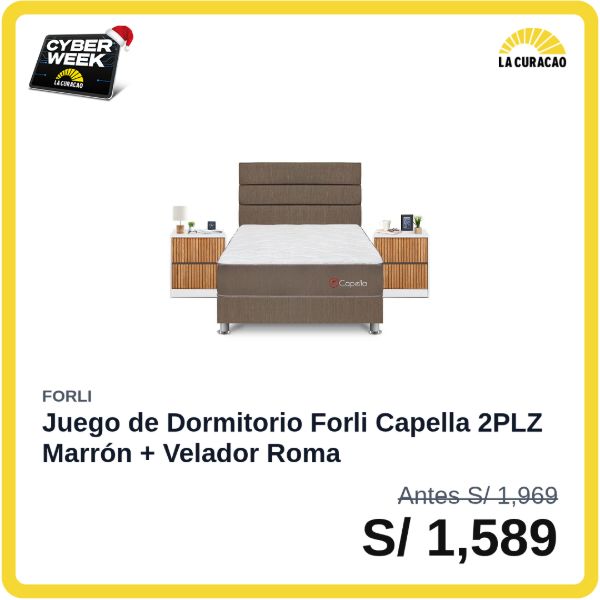 CYBER
WEEK
LA CURACAO
LA CURACAO
Capella
FORLI
Juego de Dormitorio Forli Capella 2PLZ
Marrón + Velador Roma
Antes S/ 1,969
S/ 1,589